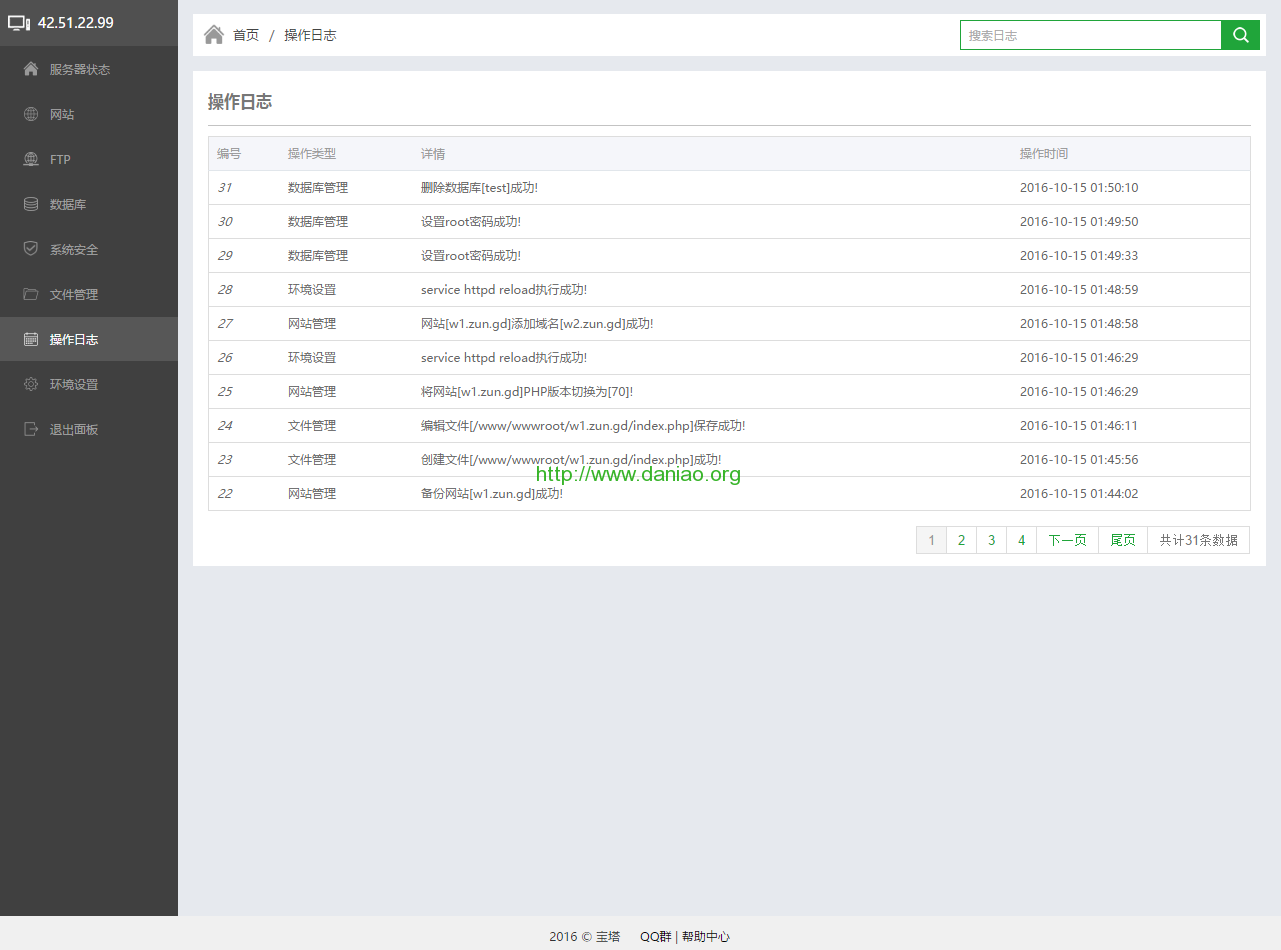 42.51.22.99
服务器状态
网站
FTP
数据库
系统安全
文件管理
操作日志
环境设置
退出面板
首页 / 操作日志
搜索日志
操作日志
编号 操作类型 详情 操作时间
31 数据库管理 删除数据库[test]成功! 2016-10-15 01:50:10
30 数据库管理 设置root密码成功! 2016-10-15 01:49:50
29 数据库管理 设置root密码成功! 2016-10-15 01:49:33
28 环境设置 service httpd reload执行成功! 2016-10-15 01:48:59
27 网站管理 网站[w1.zun.gd]添加域名[w2.zun.gd]成功! 2016-10-15 01:48:58
26 环境设置 service httpd reload执行成功! 2016-10-15 01:46:29
25 网站管理 将网站[w1.zun.gd]PHP版本切换为[70]! 2016-10-15 01:46:29
24 文件管理 编辑文件[/www/wwwroot/w1.zun.gd/index.php]保存成功! 2016-10-15 01:46:11
23 文件管理 创建文件[/www/wwwroot/w1.zun.gd/index.php]成功! 2016-10-15 01:45:56
http://www.daniao.org
22 网站管理 备份网站[w1.zun.gd]成功! 2016-10-15 01:44:02
1 2 3 4 下一页 尾页 共计31条数据
2016 © 宝塔 QQ群 | 帮助中心